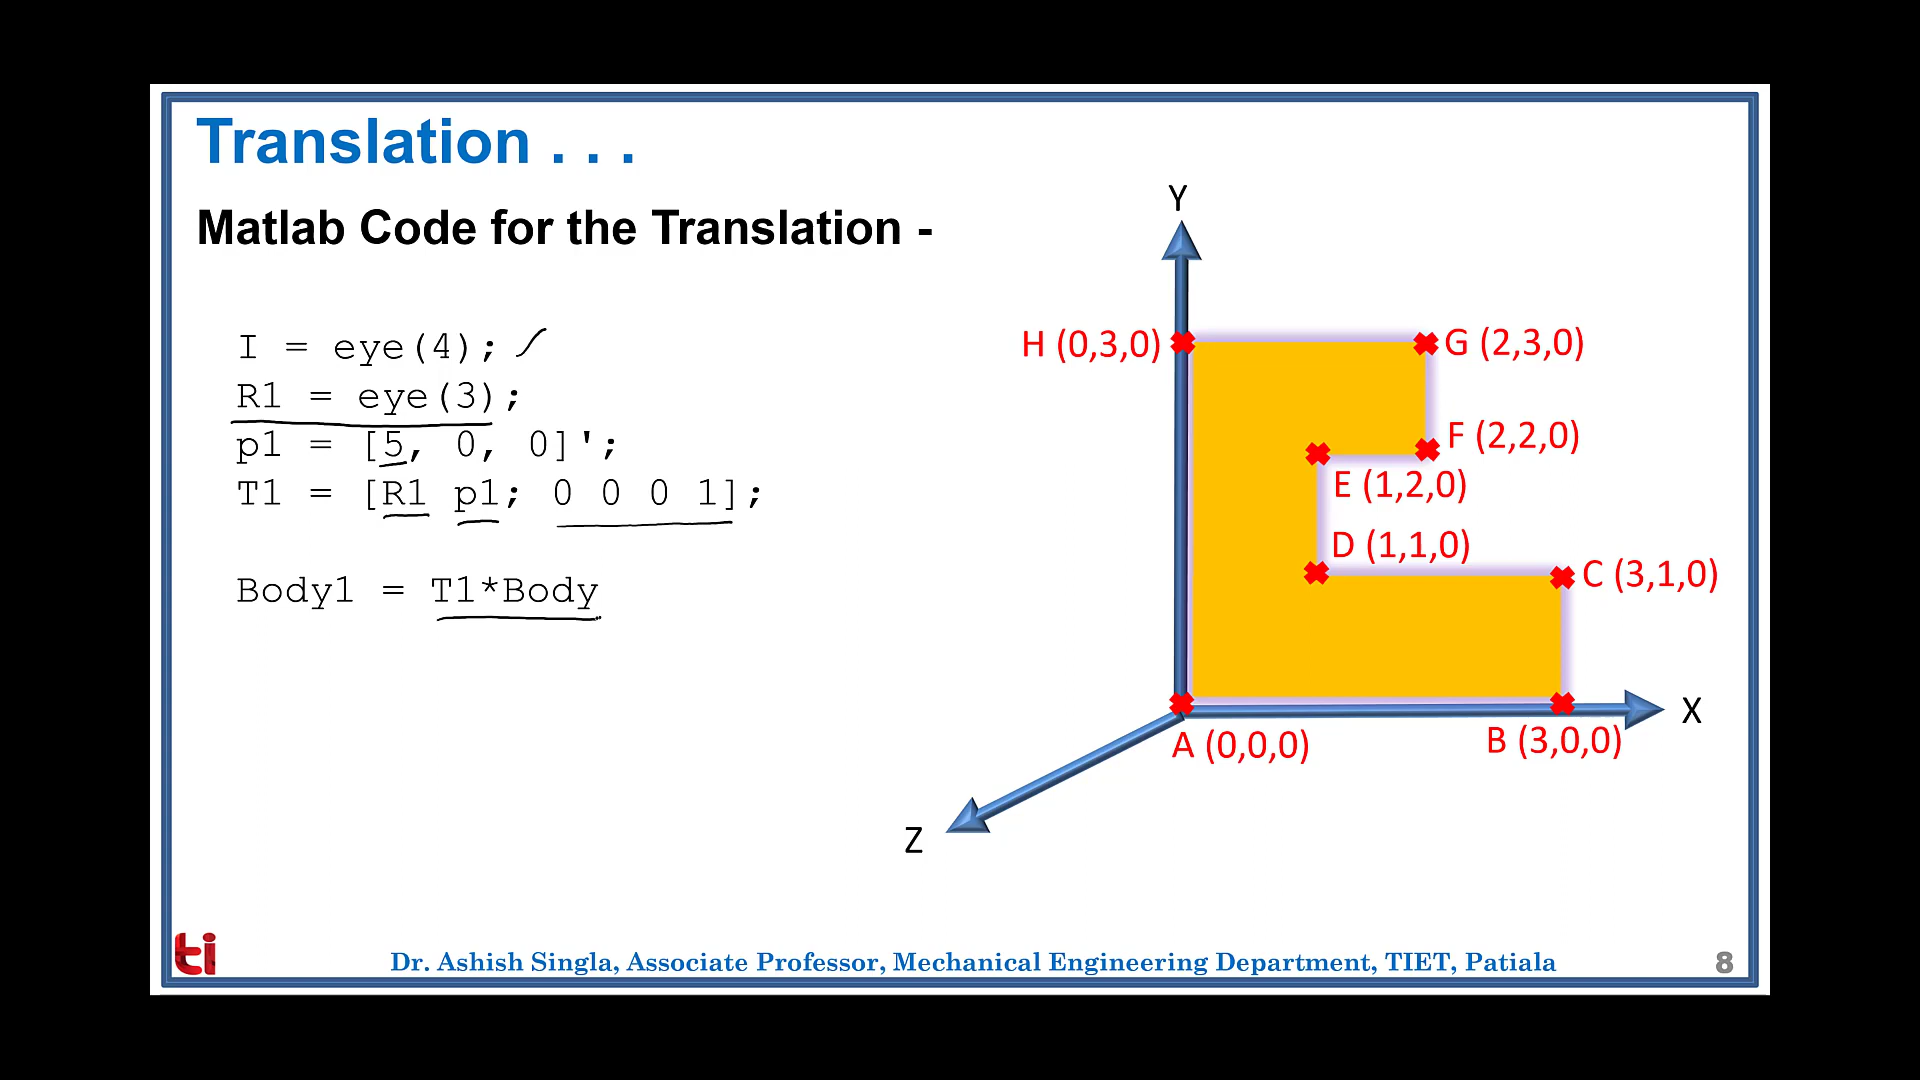 Translation . . .
Matlab Code for the Translation -
I = eye(4);
R1 = eye(3);
p1 = [5, 0, 0]';
T1 = [R1 p1; 0 0 0 1];
Body1 = T1*Body
Y
H (0,3,0)
G (2,3,0)
F (2,2,0)
E (1,2,0)
D (1,1,0)
C (3,1,0)
X
A (0,0,0)
B (3,0,0)
Z
ti
Dr. Ashish Singla, Associate Professor, Mechanical Engineering Department, TIET, Patiala
8